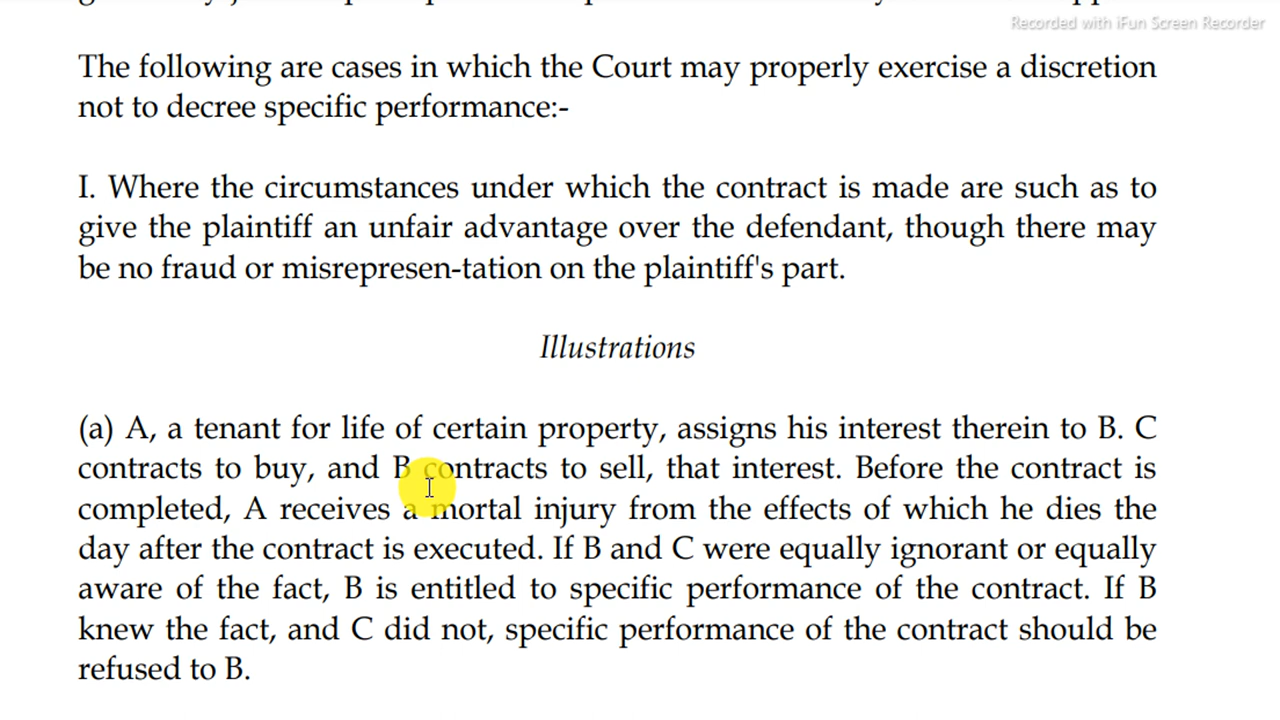 Recorded with iFun Screen Recorder
The following are cases in which the Court may properly exercise a discretion
not to decree specific performance:-
I. Where the circumstances under which the contract is made are such as to
give the plaintiff an unfair advantage over the defendant, though there may
be no fraud or misrepresen-tation on the plaintiff's part.
Illustrations
(a) A, a tenant for life of certain property, assigns his interest therein to B. C
contracts to buy, and B contracts to sell, that interest. Before the contract is
completed, A receives a mortal injury from the effects of which he dies the
day after the contract is executed. If B and C were equally ignorant or equally
aware of the fact, B is entitled to specific performance of the contract. If B
knew the fact, and C did not, specific performance of the contract should be
refused to B.